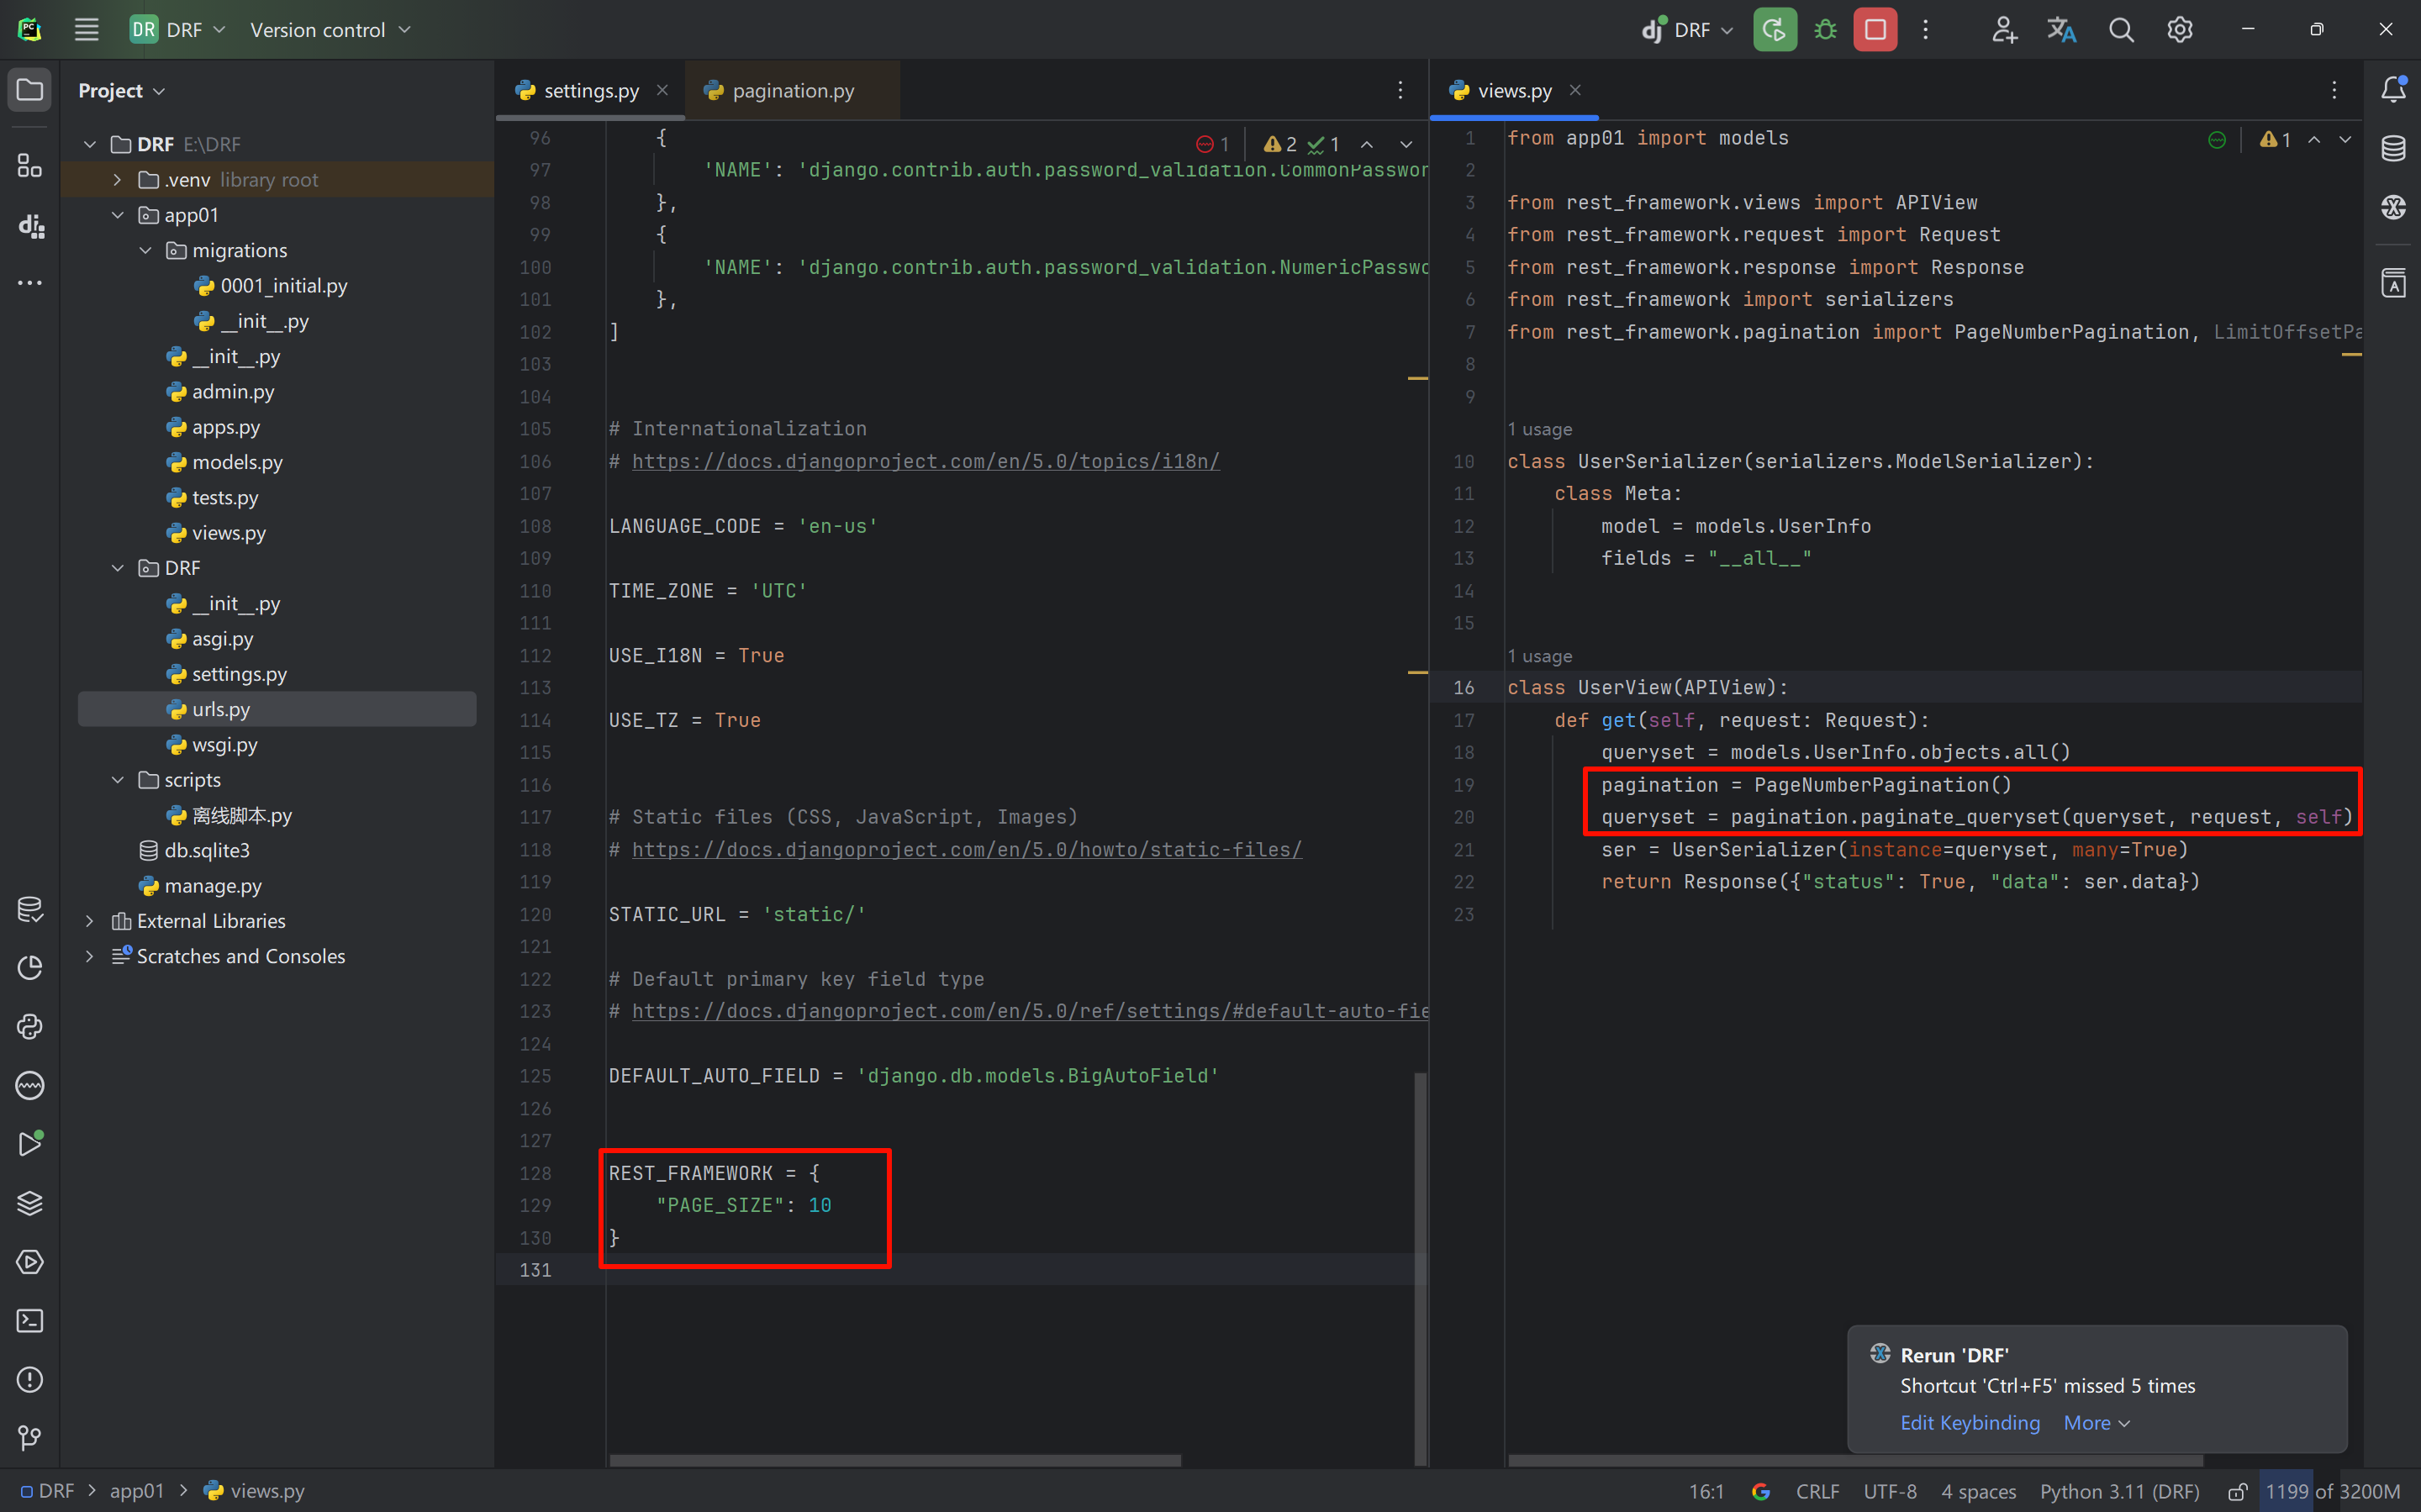 DR DRF Version control
DRF
Project
DRF E:\DRF
.venv library root
app01
migrations
0001_initial.py
__init__.py
__init__.py
admin.py
apps.py
models.py
tests.py
views.py
DRF
__init__.py
asgi.py
settings.py
urls.py
wsgi.py
scripts
离线脚本.py
db.sqlite3
manage.py
External Libraries
Scratches and Consoles
settings.py
pagination.py
1 2 1
96 {
97 'NAME': 'django.contrib.auth.password_validation.CommonPasswor
98 },
99 {
100 'NAME': 'django.contrib.auth.password_validation.NumericPasswo
101 },
102 ]
103
104
105 # Internationalization
106 # https://docs.djangoproject.com/en/5.0/topics/i18n/
107
108 LANGUAGE_CODE = 'en-us'
109
110 TIME_ZONE = 'UTC'
111
112 USE_I18N = True
113
114 USE_TZ = True
115
116
117 # Static files (CSS, JavaScript, Images)
118 # https://docs.djangoproject.com/en/5.0/howto/static-files/
119
120 STATIC_URL = 'static/'
121
122 # Default primary key field type
123 # https://docs.djangoproject.com/en/5.0/ref/settings/#default-auto-fie
124
125 DEFAULT_AUTO_FIELD = 'django.db.models.BigAutoField'
126
127
128 REST_FRAMEWORK = {
129 "PAGE_SIZE": 10
130 }
131
views.py
1
1 from app01 import models
2
3 from rest_framework.views import APIView
4 from rest_framework.request import Request
5 from rest_framework.response import Response
6 from rest_framework import serializers
7 from rest_framework.pagination import PageNumberPagination, LimitOffsetPa
8
9
1 usage
10 class UserSerializer(serializers.ModelSerializer):
11 class Meta:
12 model = models.UserInfo
13 fields = "__all__"
14
15
1 usage
16 class UserView(APIView):
17 def get(self, request: Request):
18 queryset = models.UserInfo.objects.all()
19 pagination = PageNumberPagination()
20 queryset = pagination.paginate_queryset(queryset, request, self)
21 ser = UserSerializer(instance=queryset, many=True)
22 return Response({"status": True, "data": ser.data})
23
Rerun 'DRF'
Shortcut 'Ctrl+F5' missed 5 times
Edit Keybinding More
DRF > app01 > views.py
16:1 CRLF UTF-8 4 spaces Python 3.11 (DRF) 1199 of 3200M